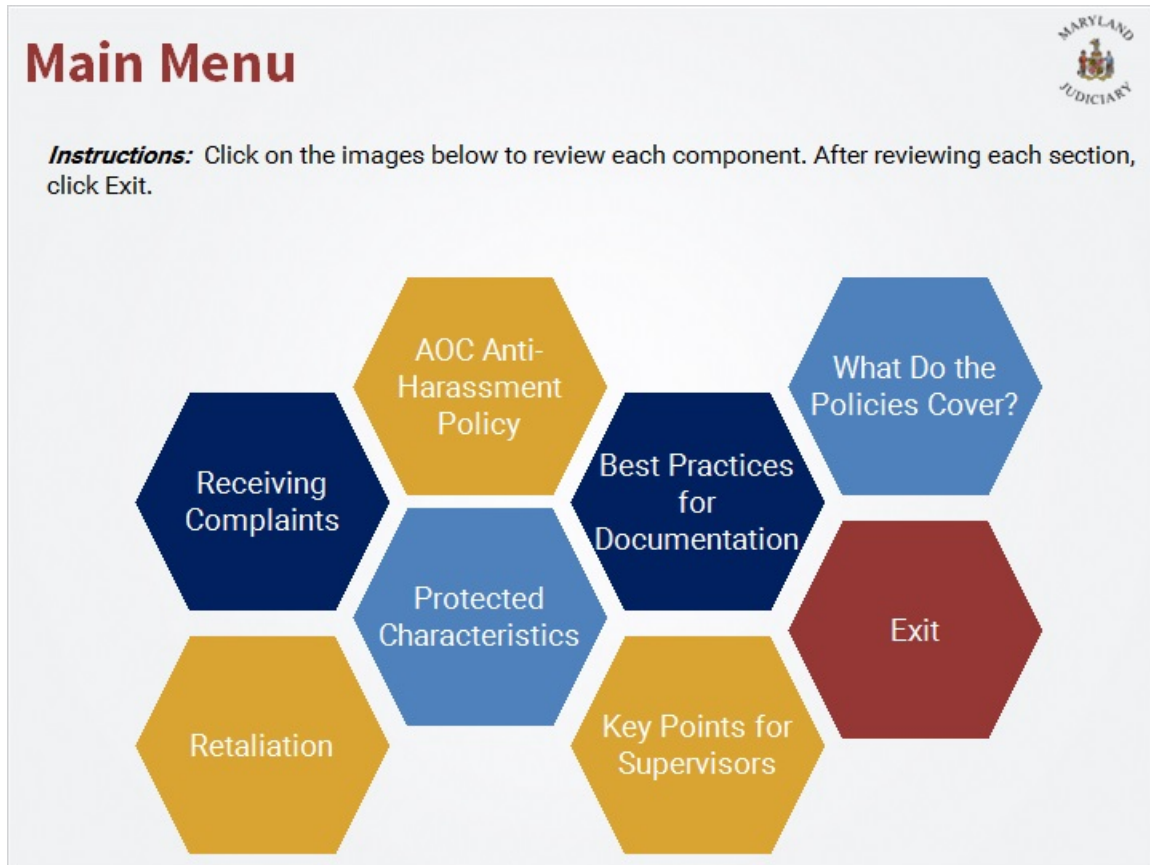 Main Menu
MARYLAND
JUDICIARY
Instructions: Click on the images below to review each component. After reviewing each section,
click Exit.
AOC Anti-
Harassment
Policy
What Do the
Policies Cover?
Receiving
Complaints
Best Practices
for
Documentation
Protected
Characteristics
Exit
Retaliation
Key Points for
Supervisors